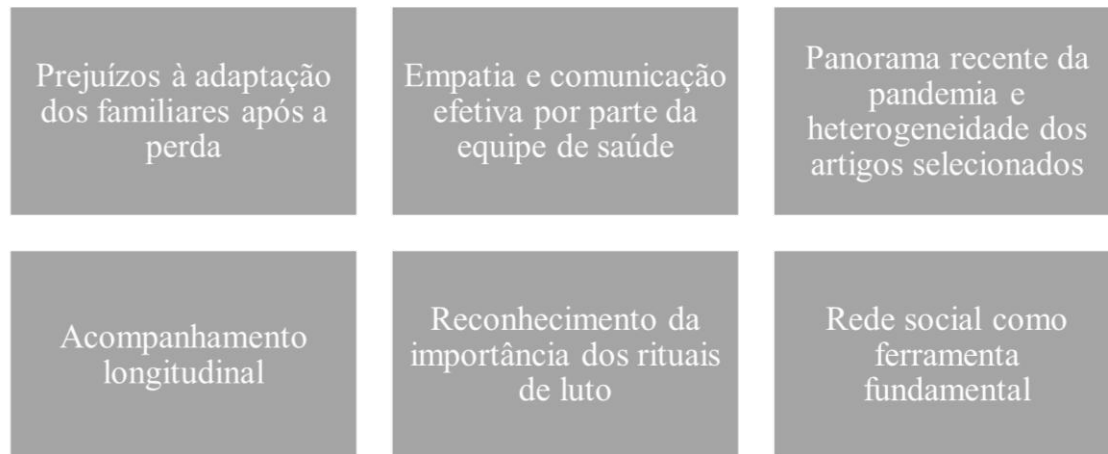 Prejuízos à adaptação
dos familiares após a
perda
Empatia e comunicação
efetiva por parte da
equipe de saúde
Panorama recente da
pandemia e
heterogeneidade dos
artigos selecionados
Acompanhamento
longitudinal
Reconhecimento da
importância dos rituais
de luto
Rede social como
ferramenta
fundamental